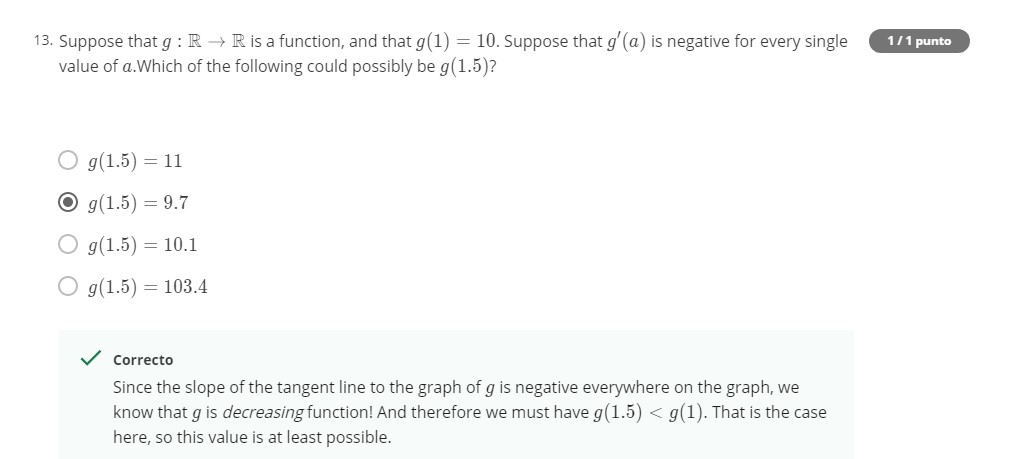 13. Suppose that g : ℝ → ℝ is a function, and that g(1) = 10. Suppose that g′(a) is negative for every single
1 / 1 punto
value of a.Which of the following could possibly be g(1.5)?
g(1.5) = 11
g(1.5) = 9.7
g(1.5) = 10.1
g(1.5) = 103.4
Correcto
Since the slope of the tangent line to the graph of g is negative everywhere on the graph, we
know that g is decreasing function! And therefore we must have g(1.5) < g(1). That is the case
here, so this value is at least possible.